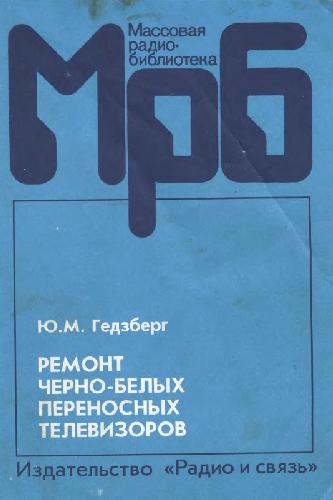 Массовая
радио-
библиотека
Мрб
Ю.М. Гедзберг
РЕМОНТ
ЧЕРНО-БЕЛЫХ
ПЕРЕНОСНЫХ
ТЕЛЕВИЗОРОВ
Издательство «Радио и связь»